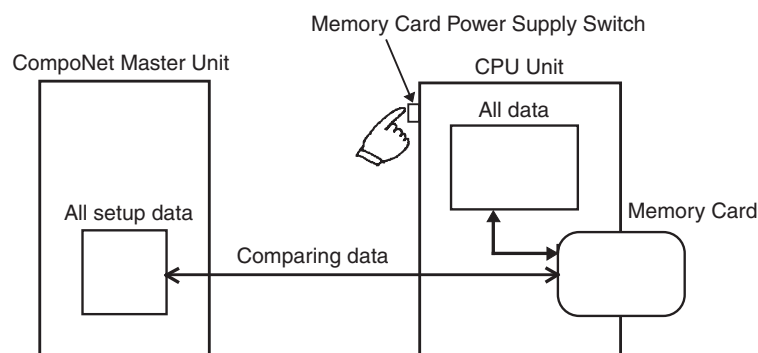 Memory Card Power Supply Switch
CompoNet Master Unit
CPU Unit
All data
All setup data
Memory Card
Comparing data